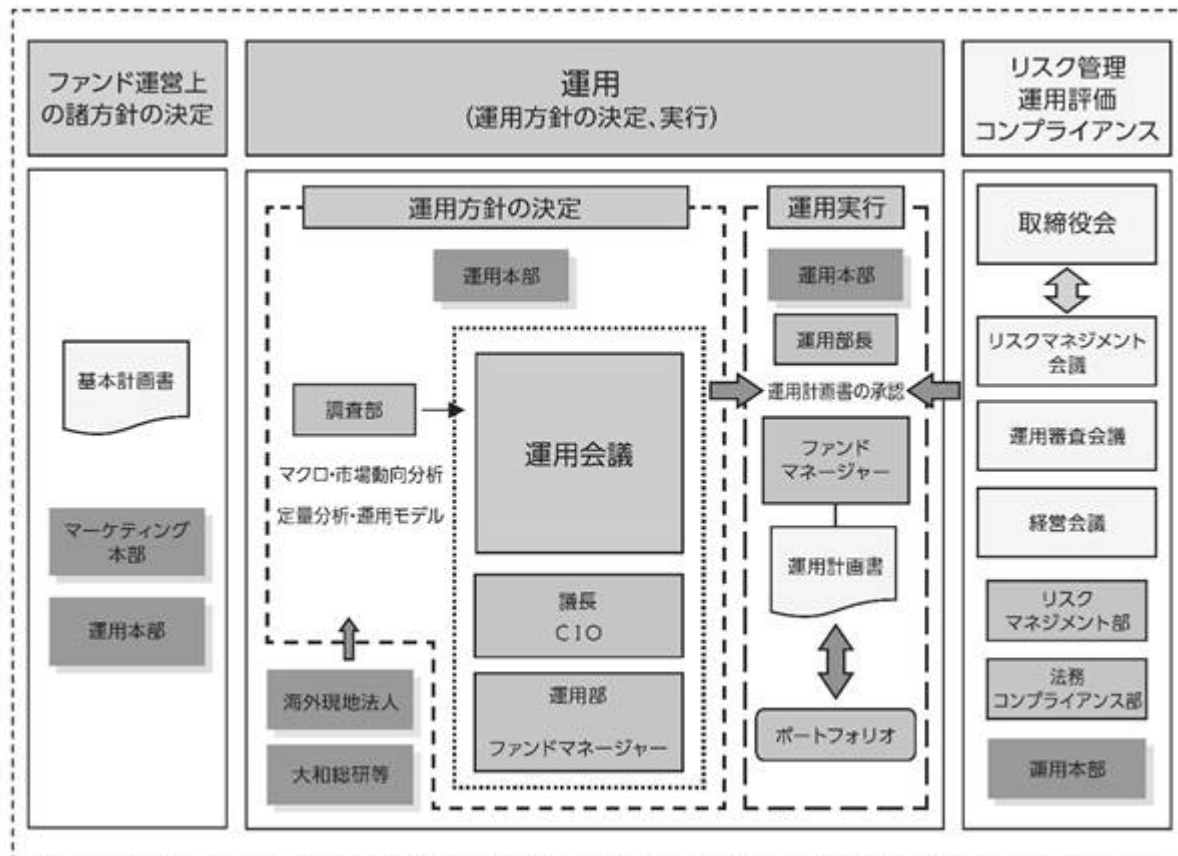 ファンド運営上
の諸方針の決定
運用
(運用方針の決定、実行)
リスク管理
運用評価
コンプライアンス
基本計画書
マーケティング
本部
運用本部
運用方針の決定
運用本部
調査部
マクロ・市場動向分析
定量分析・運用モデル
運用会議
議長
CIO
運用部
ファンドマネージャー
海外現地法人
大和総研等
運用実行
運用本部
運用部長
運用計画書の承認
ファンド
マネージャー
運用計画書
ポートフォリオ
取締役会
リスクマネジメント
会議
運用審査会議
経営会議
リスク
マネジメント部
法務
コンプライアンス部
運用本部